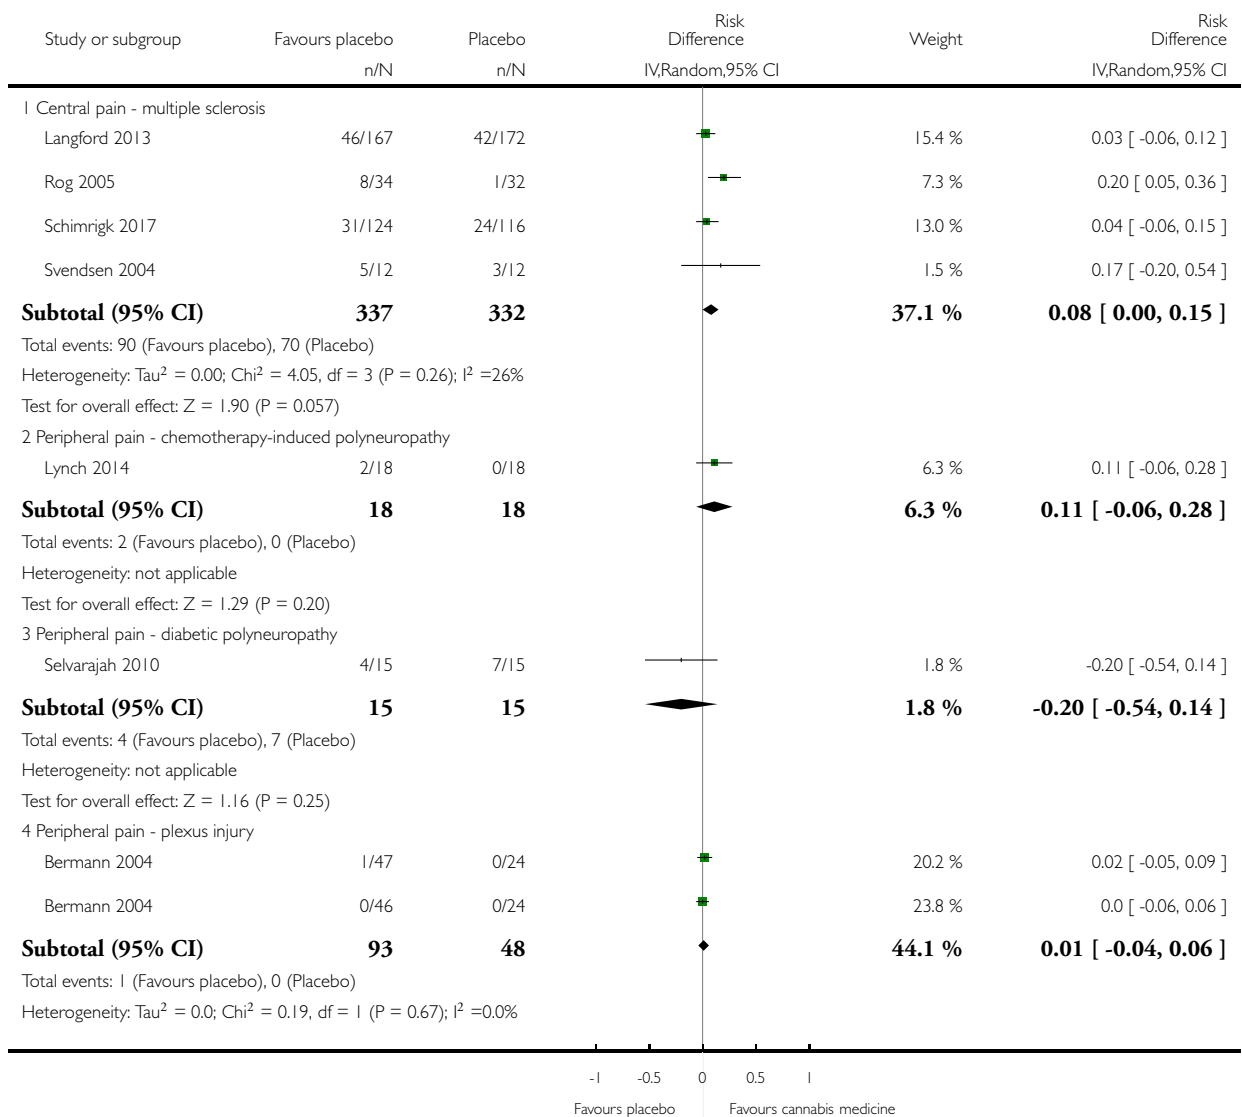 Study or subgroup Favours placebo Placebo Risk Difference Weight Risk Difference
n/N n/N IV,Random,95% CI IV,Random,95% CI
1 Central pain - multiple sclerosis
Langford 2013 46/167 42/172 15.4 % 0.03 [ -0.06, 0.12 ]
Rog 2005 8/34 1/32 7.3 % 0.20 [ 0.05, 0.36 ]
Schimrigk 2017 31/124 24/116 13.0 % 0.04 [ -0.06, 0.15 ]
Svendsen 2004 5/12 3/12 1.5 % 0.17 [ -0.20, 0.54 ]
Subtotal (95% CI) 337 332 37.1 % 0.08 [ 0.00, 0.15 ]
Total events: 90 (Favours placebo), 70 (Placebo)
Heterogeneity: Tau² = 0.00; Chi² = 4.05, df = 3 (P = 0.26); I² =26%
Test for overall effect: Z = 1.90 (P = 0.057)
2 Peripheral pain - chemotherapy-induced polyneuropathy
Lynch 2014 2/18 0/18 6.3 % 0.11 [ -0.06, 0.28 ]
Subtotal (95% CI) 18 18 6.3 % 0.11 [ -0.06, 0.28 ]
Total events: 2 (Favours placebo), 0 (Placebo)
Heterogeneity: not applicable
Test for overall effect: Z = 1.29 (P = 0.20)
3 Peripheral pain - diabetic polyneuropathy
Selvarajah 2010 4/15 7/15 1.8 % -0.20 [ -0.54, 0.14 ]
Subtotal (95% CI) 15 15 1.8 % -0.20 [ -0.54, 0.14 ]
Total events: 4 (Favours placebo), 7 (Placebo)
Heterogeneity: not applicable
Test for overall effect: Z = 1.16 (P = 0.25)
4 Peripheral pain - plexus injury
Bermann 2004 1/47 0/24 20.2 % 0.02 [ -0.05, 0.09 ]
Bermann 2004 0/46 0/24 23.8 % 0.0 [ -0.06, 0.06 ]
Subtotal (95% CI) 93 48 44.1 % 0.01 [ -0.04, 0.06 ]
Total events: 1 (Favours placebo), 0 (Placebo)
Heterogeneity: Tau² = 0.0; Chi² = 0.19, df = 1 (P = 0.67); I² =0.0%
-1 -0.5 0 0.5 1
Favours placebo Favours cannabis medicine